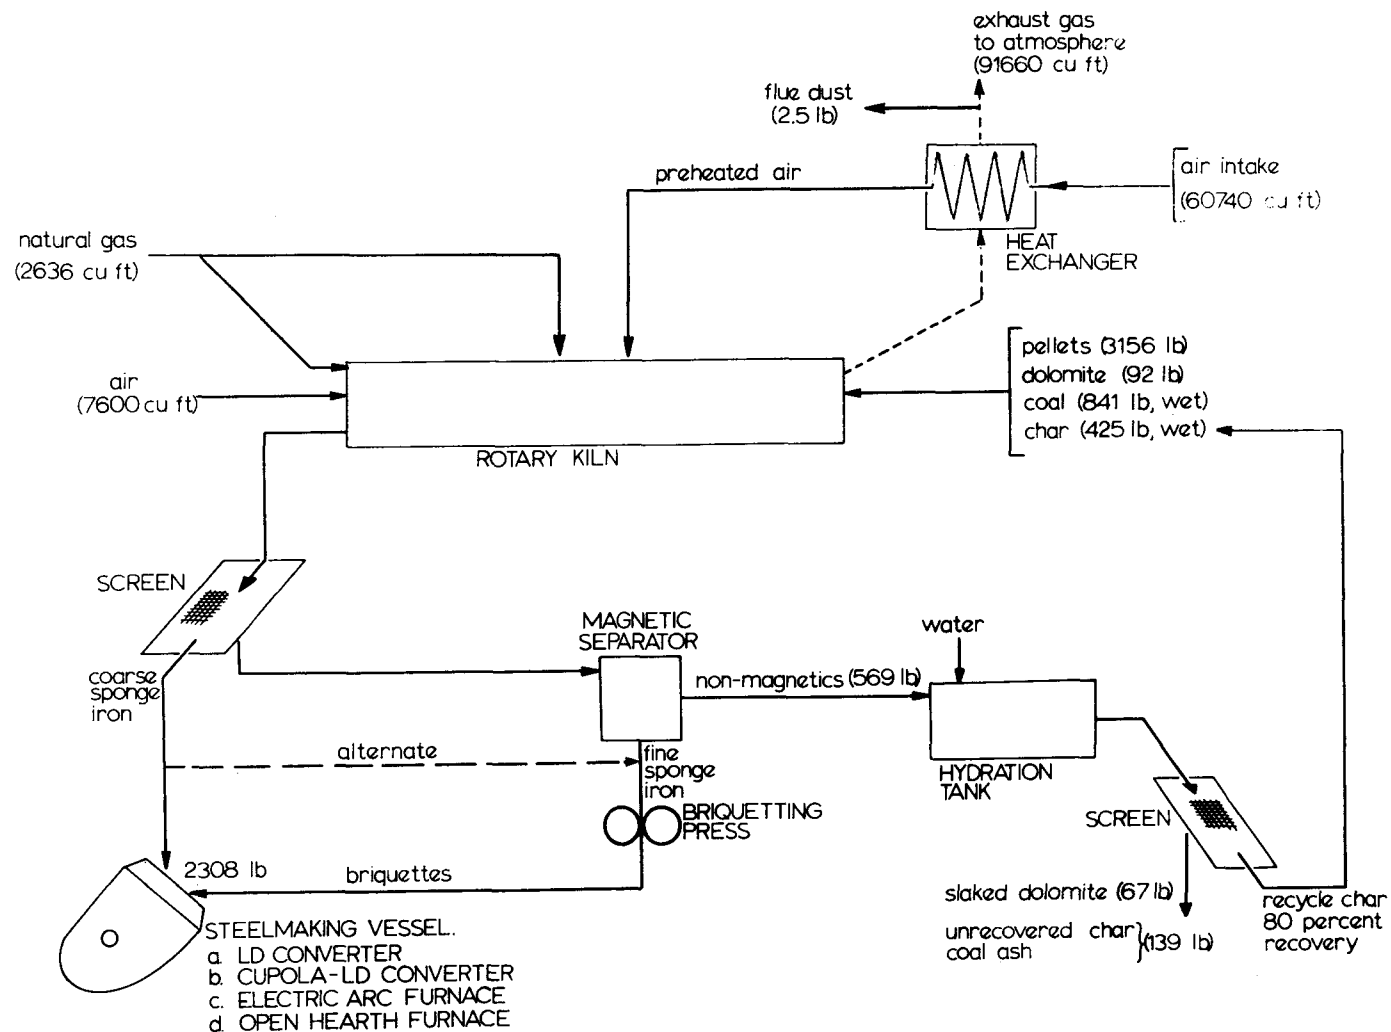 exhaust gas
to atmosphere
(91660 cu ft)
flue dust
(2.5 lb)
preheated air
air intake
(60740 cu ft)
natural gas
(2636 cu ft)
HEAT
EXCHANGER
pellets (3156 lb)
dolomite (92 lb)
coal (841 lb, wet)
char (425 lb, wet)
air
(7600 cu ft)
ROTARY KILN
SCREEN
MAGNETIC
SEPARATOR
water
coarse
sponge
iron
non-magnetics (569 lb)
alternate
fine
sponge
iron
HYDRATION
TANK
BRIQUETTING
PRESS
SCREEN
2308 lb
briquettes
slaked dolomite (67 lb)
unrecovered char
coal ash
(139 lb)
recycle char
80 percent
recovery
STEELMAKING VESSEL.
a. LD CONVERTER
b. CUPOLA-LD CONVERTER
c. ELECTRIC ARC FURNACE
d. OPEN HEARTH FURNACE